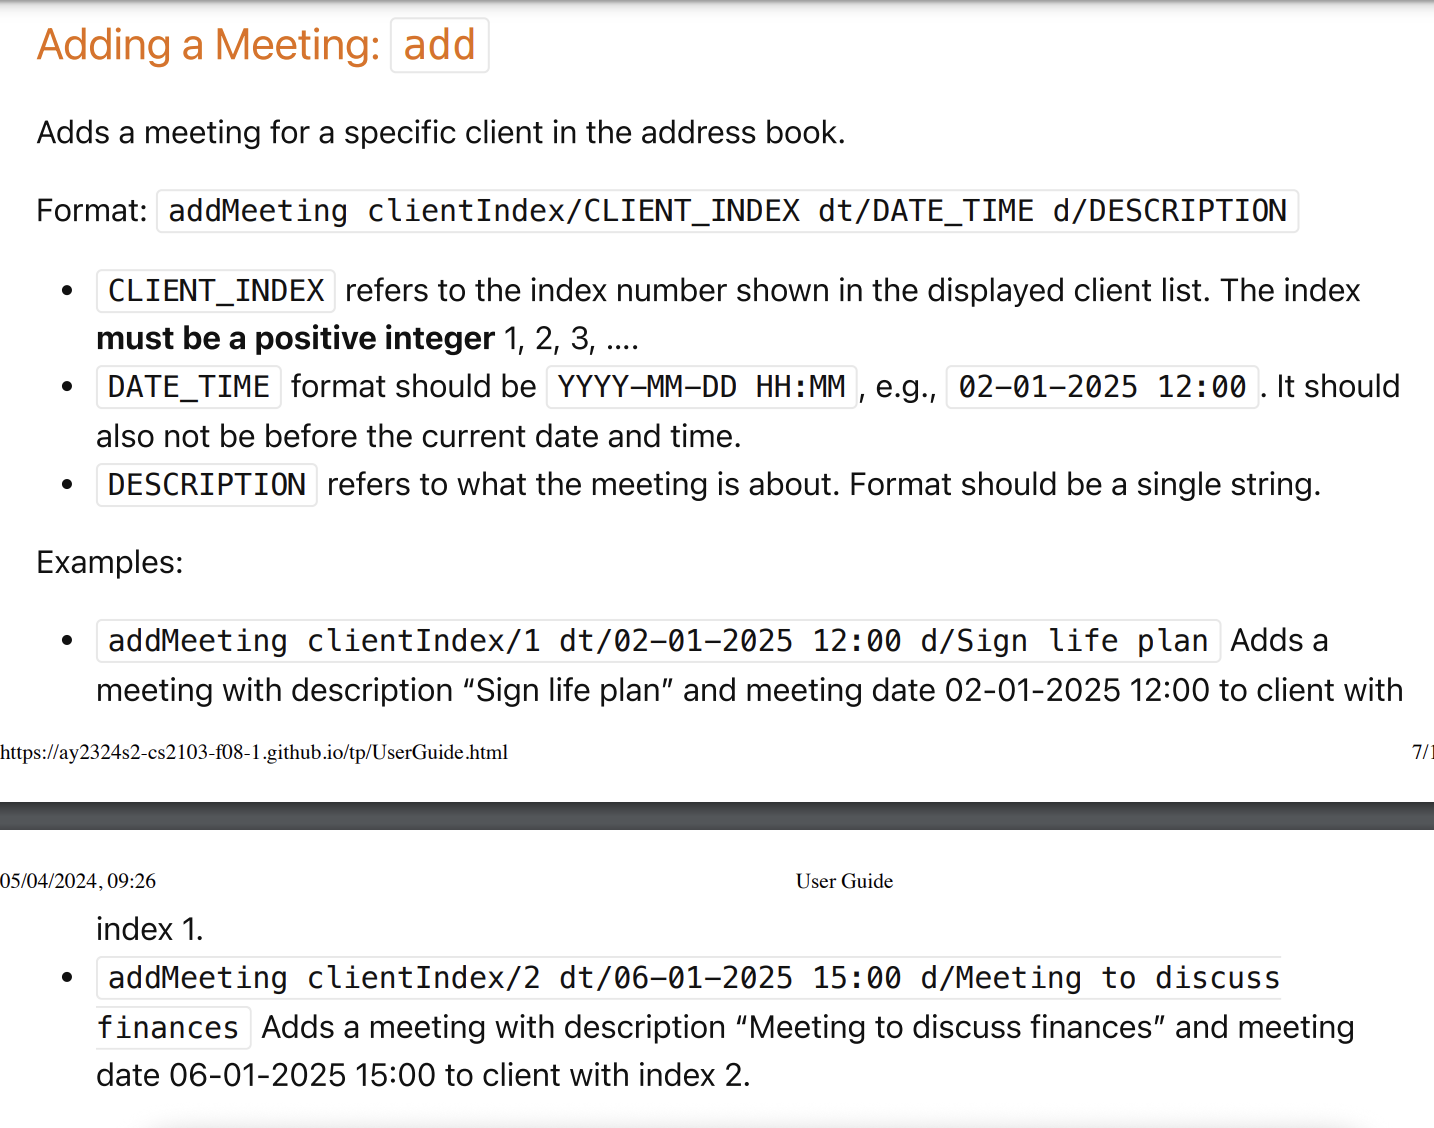 Adding a Meeting: add
Adds a meeting for a specific client in the address book.
Format: addMeeting clientIndex/CLIENT_INDEX dt/DATE_TIME d/DESCRIPTION
• CLIENT_INDEX refers to the index number shown in the displayed client list. The index
must be a positive integer 1, 2, 3, ….
• DATE_TIME format should be YYYY-MM-DD HH:MM, e.g., 02-01-2025 12:00. It should
also not be before the current date and time.
• DESCRIPTION refers to what the meeting is about. Format should be a single string.
Examples:
• addMeeting clientIndex/1 dt/02-01-2025 12:00 d/Sign life plan Adds a
meeting with description “Sign life plan” and meeting date 02-01-2025 12:00 to client with
https://ay2324s2-cs2103-f08-1.github.io/tp/UserGuide.html 7/1
05/04/2024, 09:26 User Guide
index 1.
• addMeeting clientIndex/2 dt/06-01-2025 15:00 d/Meeting to discuss
finances Adds a meeting with description “Meeting to discuss finances” and meeting
date 06-01-2025 15:00 to client with index 2.